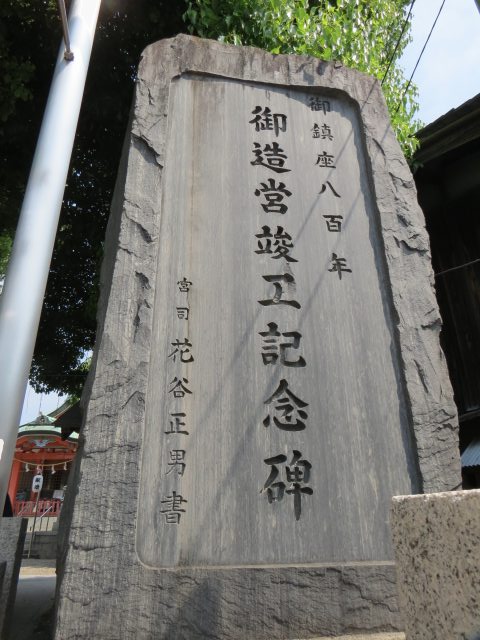 御鎮座八百年
御造営竣工記念碑
宮司 花谷正男書